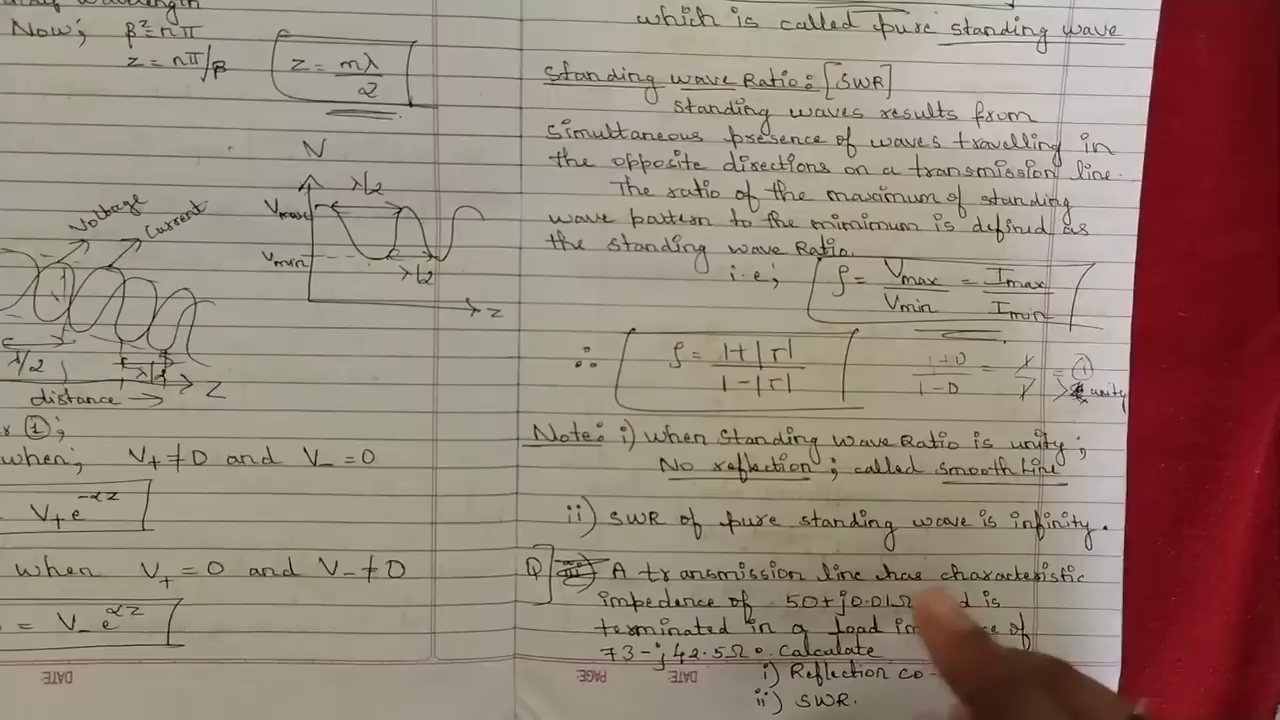 Now; βz=nπ
z=nπ/β
z = nλ/2
V
λ/2
Vmax
Vmin
λ/2
z
Voltage
Current
λ/2
Z
distance →
①;
when; V+ ≠ 0 and V- = 0
V+ e^-αz
when V+ = 0 and V- ≠ 0
= V- e^αz
DATE
which is called pure standing wave
Standing wave Ratio: [SWR]
Standing waves results from
simultaneous presence of waves travelling in
the opposite directions on a transmission line.
The ratio of the maximum of standing
wave pattern to the minimum is defined as
the standing wave Ratio.
i.e; ρ = Vmax/Vmin = Imax/Imin
∴ ρ = 1+|Γ|/1-|Γ| 1+0/1-0 = 1/1 = ①
unity
Note: i) When Standing wave Ratio is unity;
No reflection; called smooth line
ii) SWR of pure standing wave is infinity.
Q] A transmission line has characteristic
impedance of 50+j0.01Ω is
terminated in a load of
73-j42.5Ω. Calculate
i) Reflection co-
ii) SWR.
PAGE: DATE: